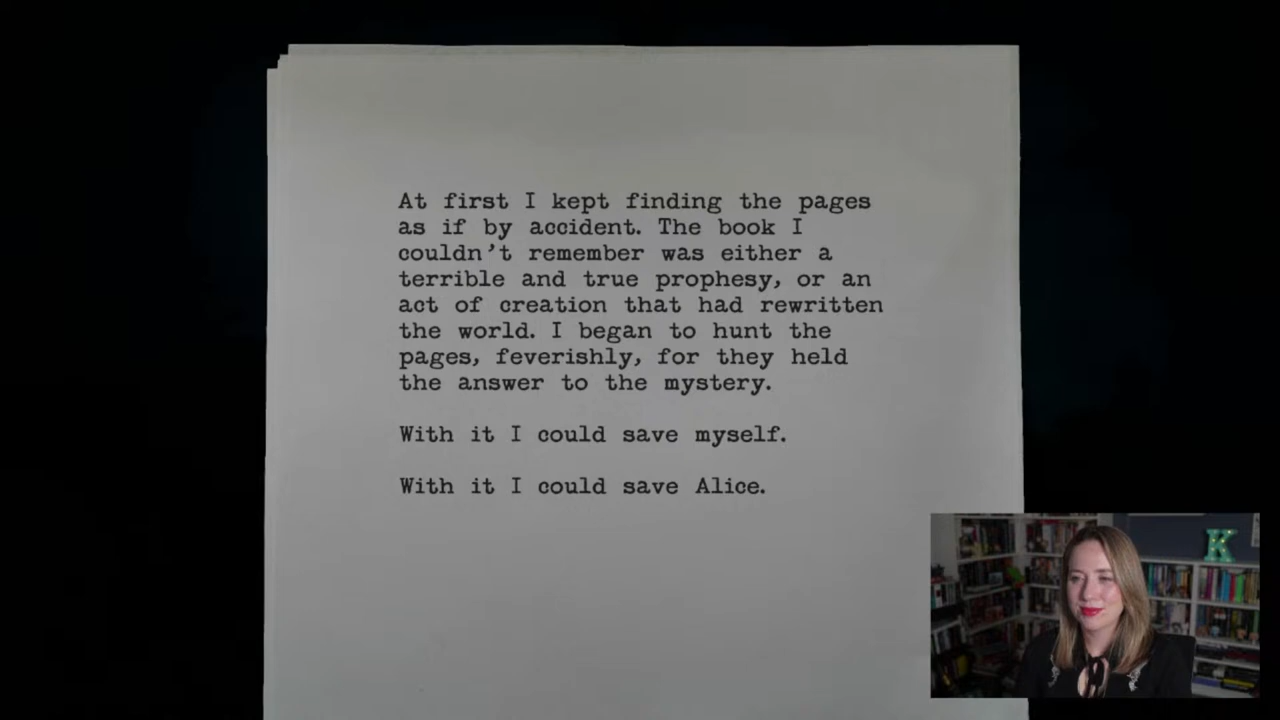 At first I kept finding the pages
as if by accident. The book I
couldn't remember was either a
terrible and true prophesy, or an
act of creation that had rewritten
the world. I began to hunt the
pages, feverishly, for they held
the answer to the mystery.
With it I could save myself.
With it I could save Alice.
K